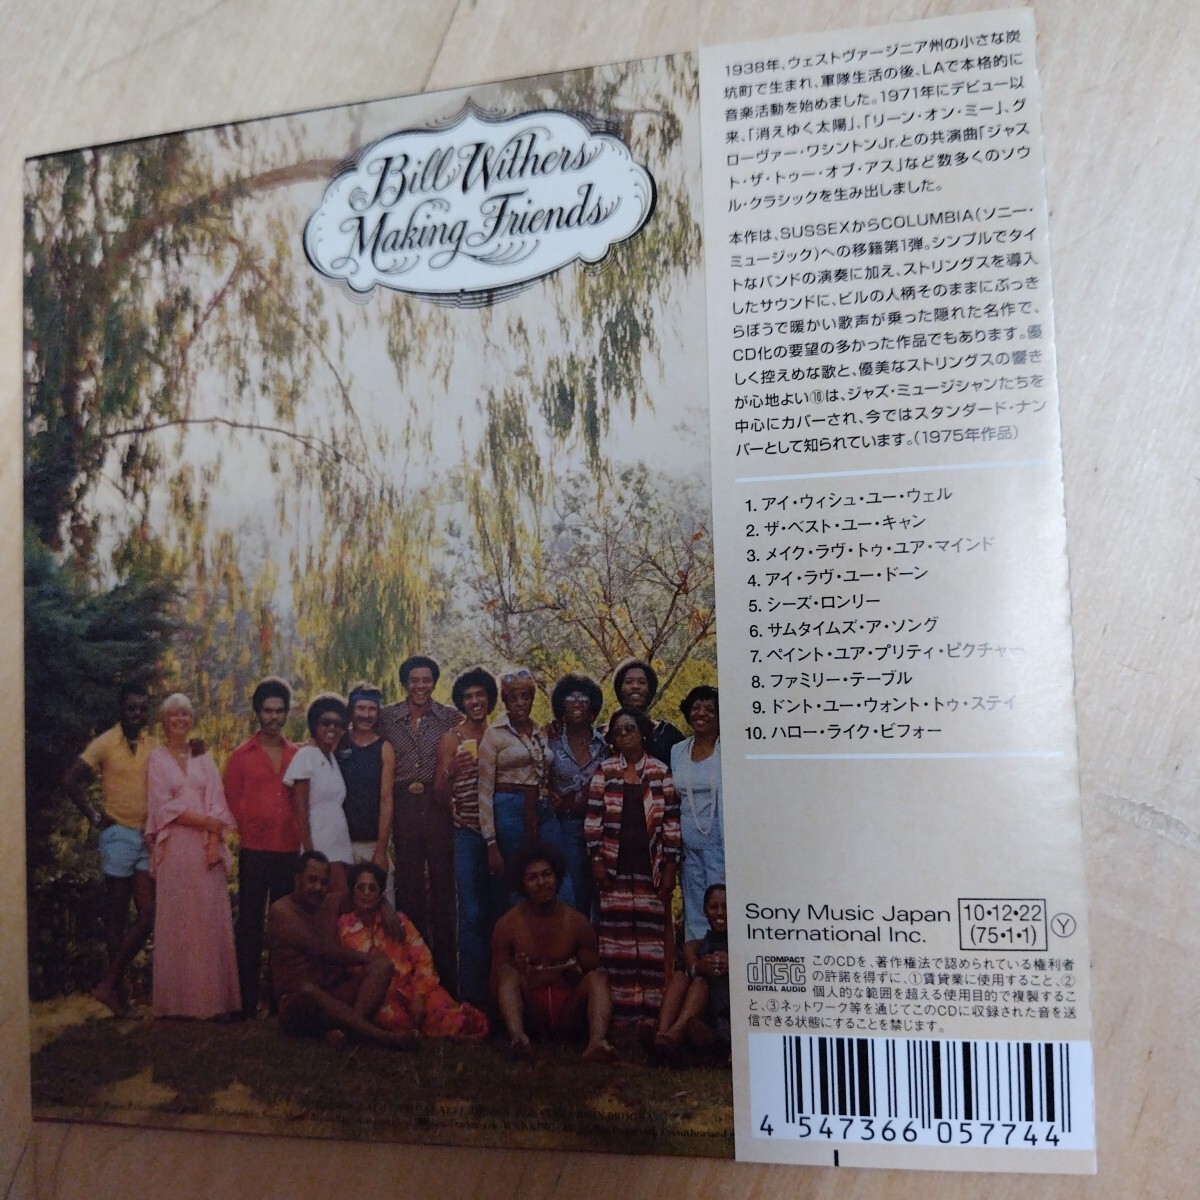 Bill Withers
Making Friends
1938年、ウェストヴァージニア州の小さな炭
坑町で生まれ、軍隊生活の後、LAで本格的に
音楽活動を始めました。1971年にデビュー以
来、「消えゆく太陽」、「リーン・オン・ミー」、グ
ローヴァー・ワシントンJr.との共演曲「ジャス
ト・ザ・トゥー・オブ・アス」など数多くのソウ
ル・クラシックを生み出しました。
本作は、SUSSEXからCOLUMBIA(ソニー・
ミュージック)への移籍第1弾。シンプルでタイ
トなバンドの演奏に加え、ストリングスを導入
したサウンドに、ビルの人柄そのままにぶっき
らぼうで暖かい歌声が乗った隠れた名作で、
CD化の要望の多かった作品でもあります。優
しく控えめな歌と、優美なストリングスの響き
が心地よい⑩は、ジャズ・ミュージシャンたちを
中心にカバーされ、今ではスタンダード・ナン
バーとして知られています。(1975年作品)
1. アイ・ウィシュ・ユー・ウェル
2. ザ・ベスト・ユー・キャン
3. メイク・ラヴ・トゥ・ユア・マインド
4. アイ・ラヴ・ユー・ドーン
5. シーズ・ロンリー
6. サムタイムズ・ア・ソング
7. ペイント・ユア・プリティ・ピクチャー
8. ファミリー・テーブル
9. ドント・ユー・ウォント・トゥ・ステイ
10. ハロー・ライク・ビフォー
Sony Music Japan
International Inc.
10・12・22
(75・1・1)
Y
COMPACT
disc
DIGITAL AUDIO
このCDを、著作権法で認められている権利者
の許諾を得ずに、①賃貸業に使用すること、②
個人的な範囲を超える使用目的で複製するこ
と、③ネットワーク等を通じてこのCDに収録された音を送
信できる状態にすることを禁じます。
4 547366 057744